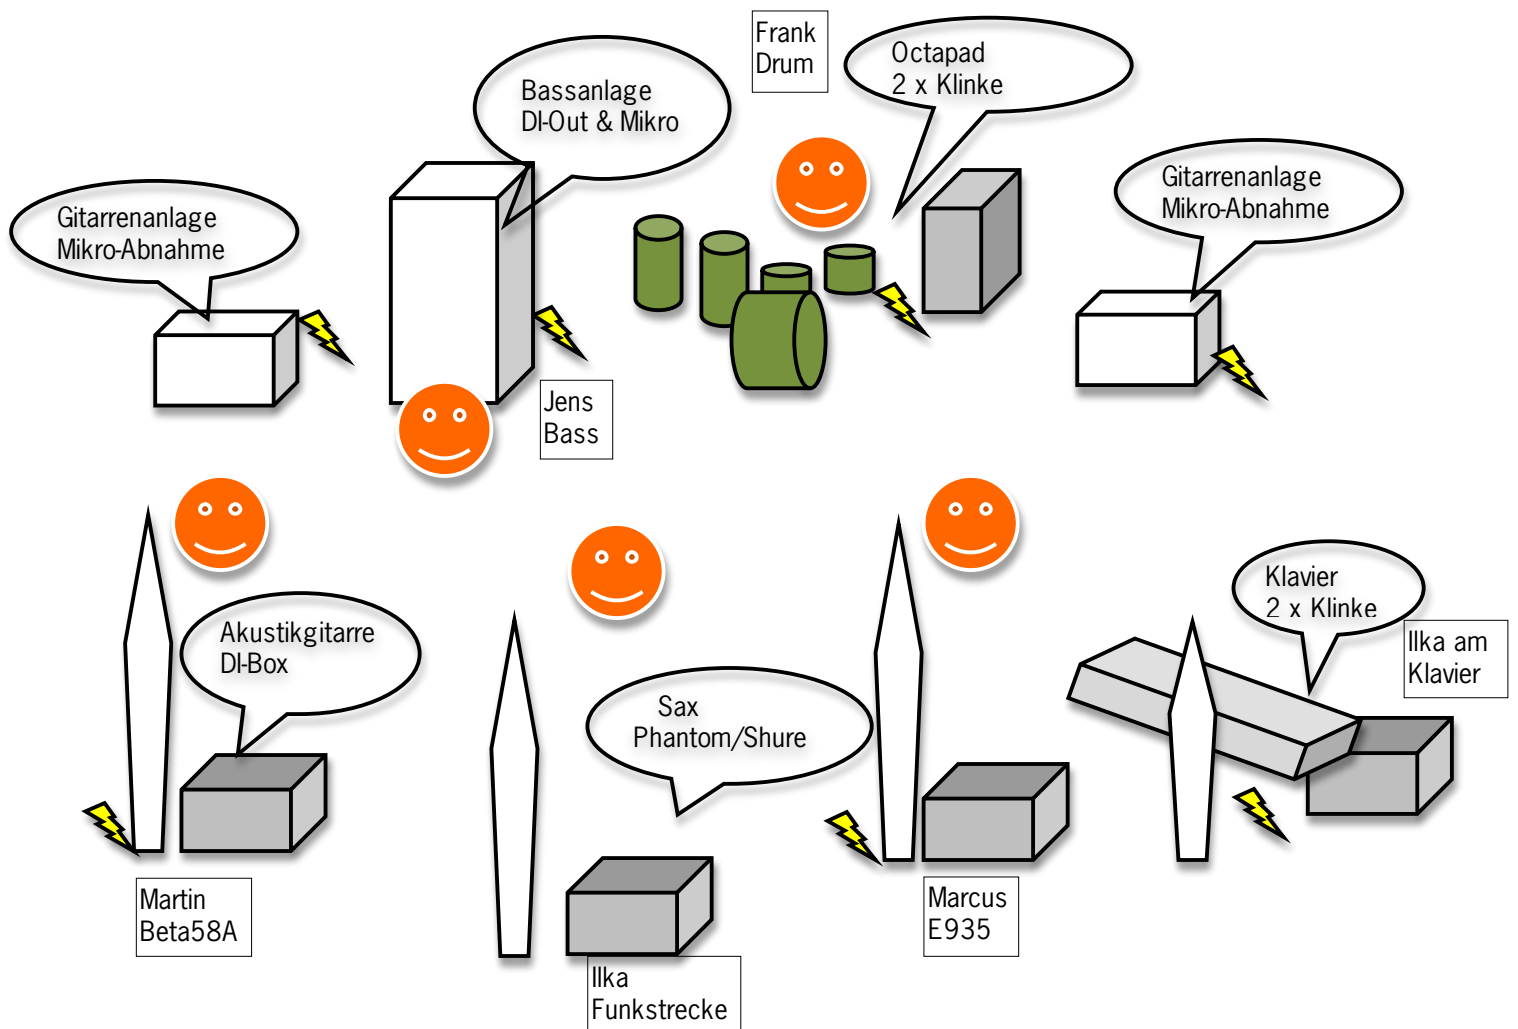 Frank
Drum
Octapad
2 x Klinke
Bassanlage
DI-Out & Mikro
Gitarrenanlage
Mikro-Abnahme
Gitarrenanlage
Mikro-Abnahme
Jens
Bass
Akustikgitarre
DI-Box
Klavier
2 x Klinke
Ilka am
Klavier
Sax
Phantom/Shure
Martin
Beta58A
Marcus
E935
Ilka
Funkstrecke